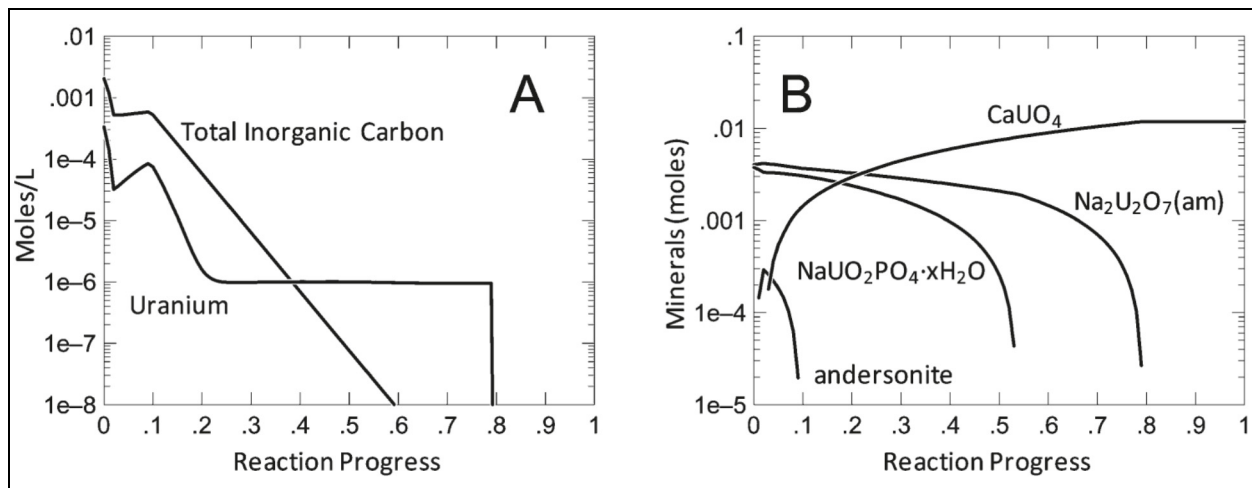 A
.01
.001
1e–4
1e–5
1e–6
1e–7
1e–8
Moles/L
Total Inorganic Carbon
Uranium
0 .1 .2 .3 .4 .5 .6 .7 .8 .9 1
Reaction Progress
B
.1
.01
.001
1e–4
1e–5
Minerals (moles)
CaUO₄
Na₂U₂O₇(am)
NaUO₂PO₄·xH₂O
andersonite
0 .1 .2 .3 .4 .5 .6 .7 .8 .9 1
Reaction Progress